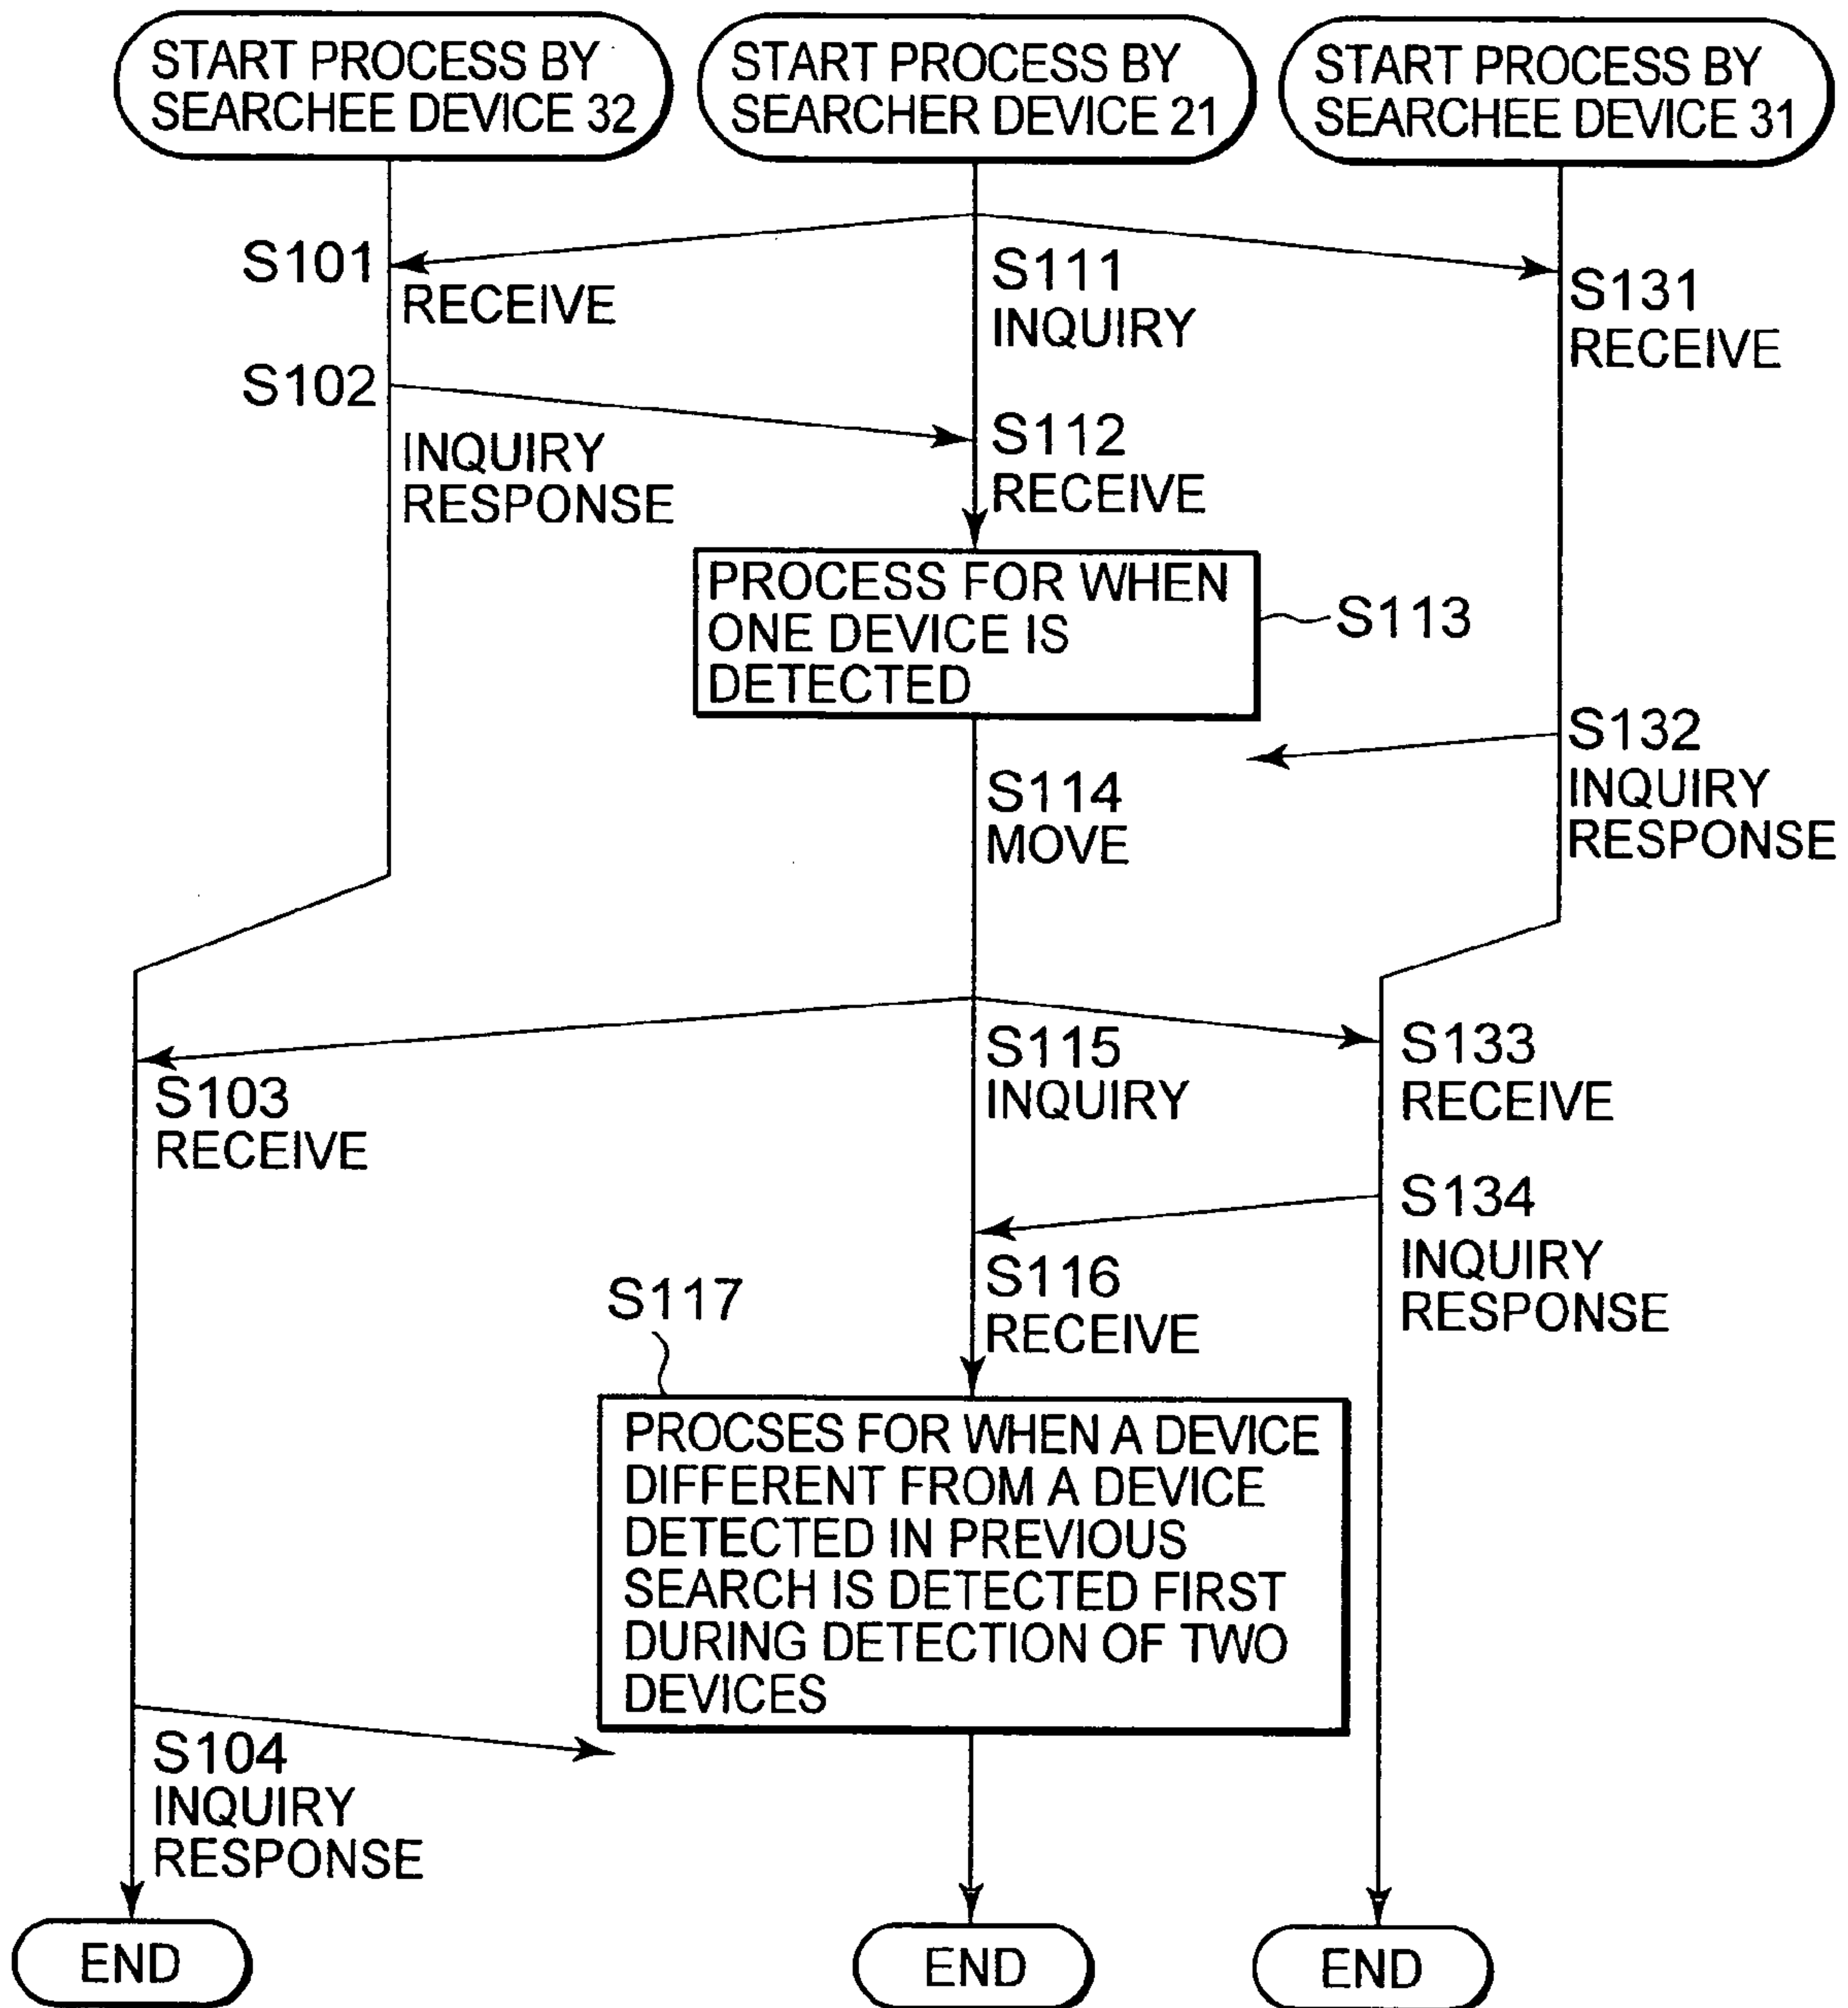 START PROCESS BY
SEARCHEE DEVICE 32
START PROCESS BY
SEARCHER DEVICE 21
START PROCESS BY
SEARCHEE DEVICE 31
S101
RECEIVE
S111
INQUIRY
S131
RECEIVE
S102
INQUIRY
RESPONSE
S112
RECEIVE
PROCESS FOR WHEN
ONE DEVICE IS
DETECTED
S113
S132
INQUIRY
RESPONSE
S114
MOVE
S103
RECEIVE
S115
INQUIRY
S133
RECEIVE
S134
INQUIRY
RESPONSE
S116
RECEIVE
S117
PROCSES FOR WHEN A DEVICE
DIFFERENT FROM A DEVICE
DETECTED IN PREVIOUS
SEARCH IS DETECTED FIRST
DURING DETECTION OF TWO
DEVICES
S104
INQUIRY
RESPONSE
END
END
END